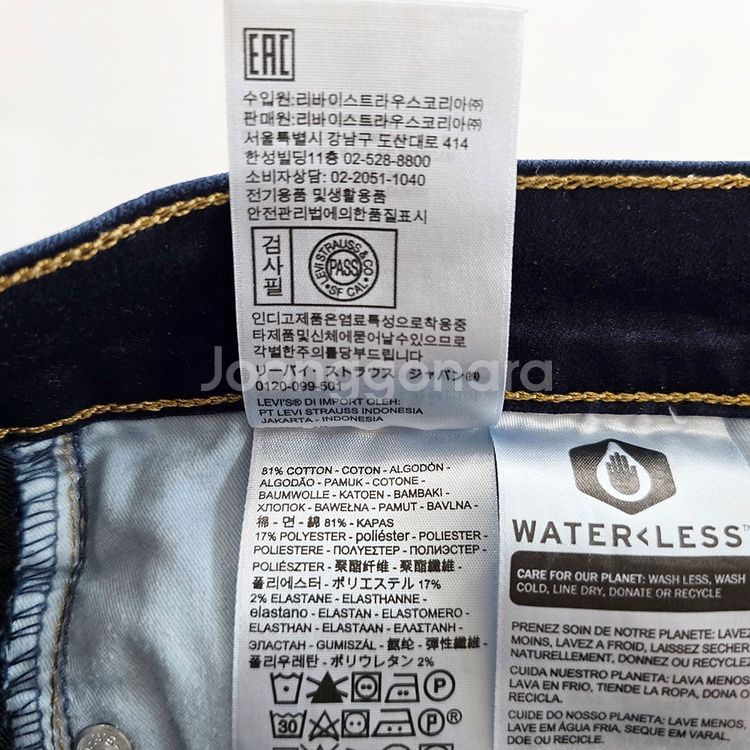 EAC
수입원:리바이스트라우스코리아㈜
판매원:리바이스트라우스코리아㈜
서울특별시 강남구 도산대로 414
한성빌딩11층 02-528-8800
소비자상담: 02-2051-1040
전기용품 및생활용품
안전관리법에의한품질표시
검사필
LEVI STRAUSS & CO
PASS
SF CAL.
인디고제품은염료특성으로착용중
타제품및신체에묻어날수있으므로
각별한주의를당부드립니다
リーバイ・ストラウス ジャパン㈱
0120-099-501
LEVI'S® DI IMPORT OLEH:
PT LEVI STRAUSS INDONESIA
JAKARTA - INDONESIA
Joonggonara
81% COTTON - COTON - ALGODÓN -
ALGODÃO - PAMUK - COTONE -
BAUMWOLLE - KATOEN - BAMBAKI -
ХЛОПОК - BAWEŁNA - PAMUT - BAVLNA -
棉 - 면 - 綿 81% - KAPAS
17% POLYESTER - poliéster - POLIESTER -
POLIESTERE - ПОЛУЕСТЕР - ПОЛИЭСТЕР -
POLIÉSZTER - 聚酯纤维 - 聚酯纖維 -
폴리에스터 - ポリエステル 17%
2% ELASTANE - ELASTHANNE -
elastano - ELASTAN - ELASTOMERO -
ELASTHAN - ELASTAAN - ΕΛΑΣΤΑΝΗ -
ЭЛАСТАН - GUMISZÁL - 氨纶 - 彈性纖維 -
폴리우레탄 - ポリウレタン 2%
P
30
P
WATER<LESS™
CARE FOR OUR PLANET: WASH LESS, WASH
COLD, LINE DRY, DONATE OR RECYCLE
PRENEZ SOIN DE NOTRE PLANETE: LAVEZ
MOINS, LAVEZ A FROID, LAISSEZ SECHER
NATURELLEMENT, DONNEZ OU RECYCLEZ
CUIDA NUESTRO PLANETA: LAVA MENOS,
LAVA EN FRIO, TIENDE LA ROPA, DONA O
RECICLA.
CUIDE DO NOSSO PLANETA: LAVE MENOS,
LAVE EM ÁGUA FRIA, SEQUE EM VARAL,
DOE OU RECICLE.